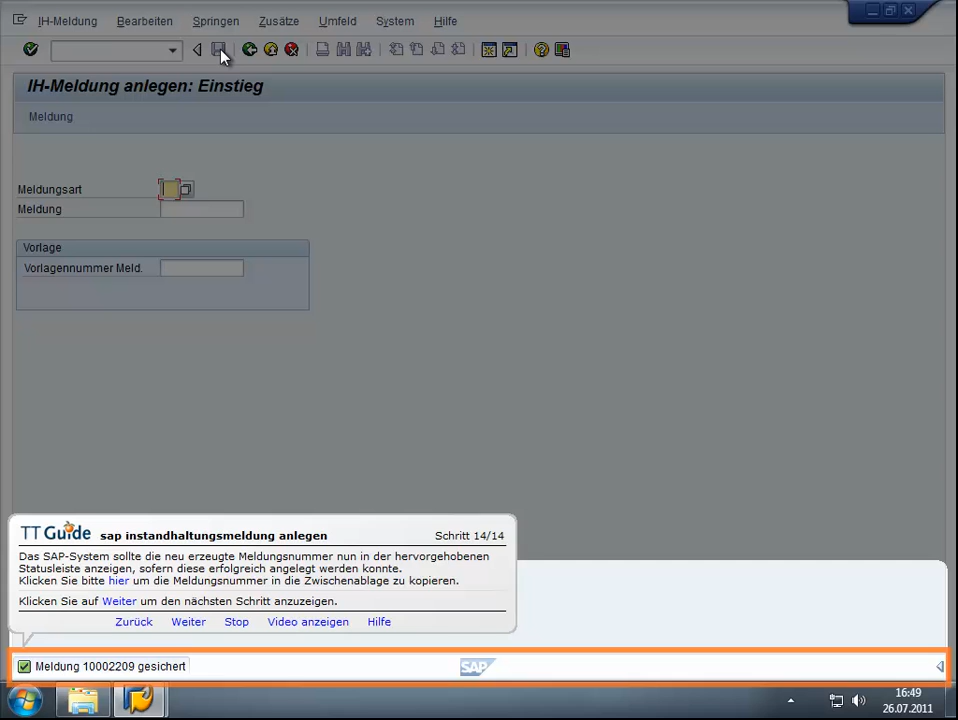 IH-Meldung Bearbeiten Springen Zusätze Umfeld System Hilfe
IH-Meldung anlegen: Einstieg
Meldung
Meldungsart
Meldung
Vorlage
Vorlagennummer Meld.
TT Guide sap instandhaltungsmeldung anlegen Schritt 14/14
Das SAP-System sollte die neu erzeugte Meldungsnummer nun in der hervorgehobenen
Statusleiste anzeigen, sofern diese erfolgreich angelegt werden konnte.
Klicken Sie bitte hier um die Meldungsnummer in die Zwischenablage zu kopieren.
Klicken Sie auf Weiter um den nächsten Schritt anzuzeigen.
Zurück Weiter Stop Video anzeigen Hilfe
Meldung 10002209 gesichert SAP
16:49
26.07.2011